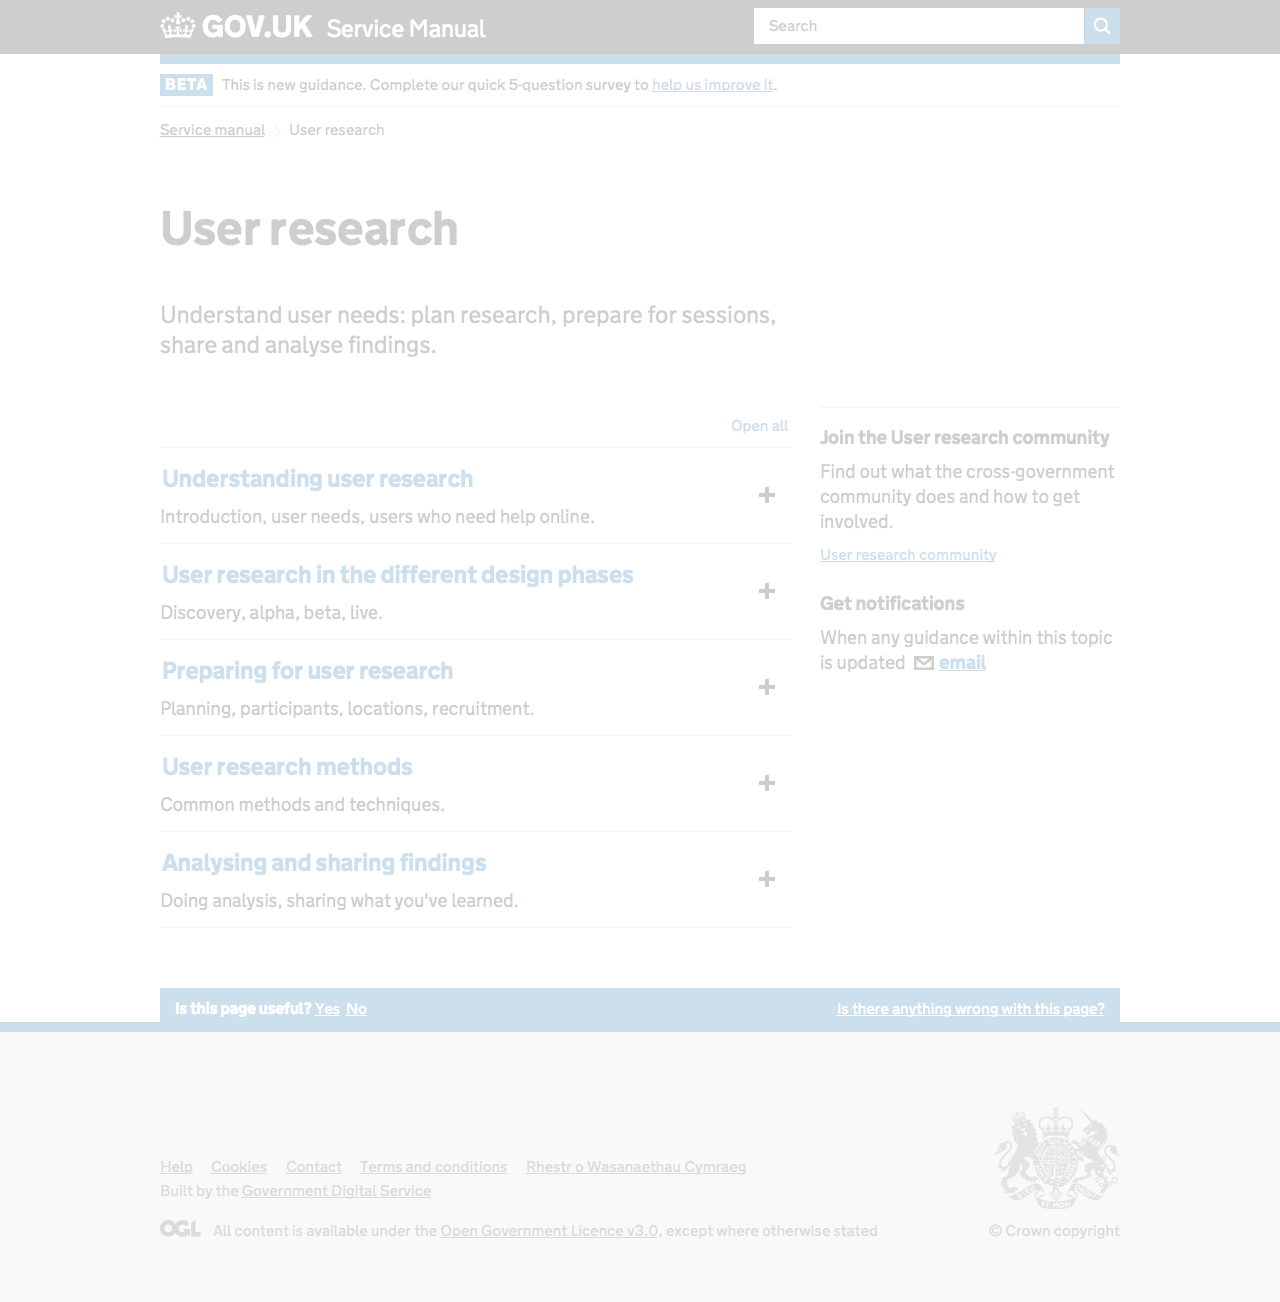 GOV.UK Service Manual
Search
BETA This is new guidance. Complete our quick 5-question survey to help us improve it.
Service manual User research
User research
Understand user needs: plan research, prepare for sessions,
share and analyse findings.
Open all
Understanding user research
Introduction, user needs, users who need help online.
User research in the different design phases
Discovery, alpha, beta, live.
Preparing for user research
Planning, participants, locations, recruitment.
User research methods
Common methods and techniques.
Analysing and sharing findings
Doing analysis, sharing what you've learned.
Join the User research community
Find out what the cross-government
community does and how to get
involved.
User research community
Get notifications
When any guidance within this topic
is updated email
Is this page useful? Yes No
Is there anything wrong with this page?
Help Cookies Contact Terms and conditions Rhestr o Wasanaethau Cymraeg
Built by the Government Digital Service
OGL All content is available under the Open Government Licence v3.0, except where otherwise stated
© Crown copyright